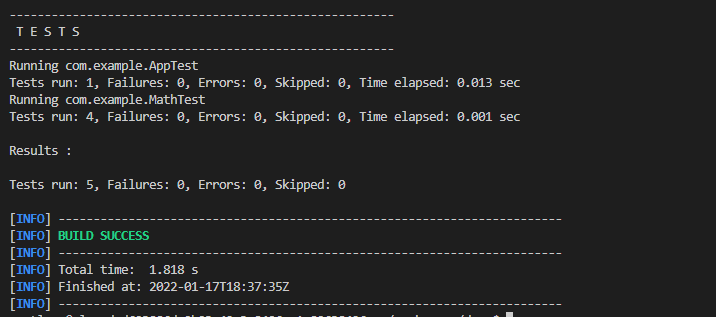 -------------------------------------------------------
T E S T S
-------------------------------------------------------
Running com.example.AppTest
Tests run: 1, Failures: 0, Errors: 0, Skipped: 0, Time elapsed: 0.013 sec
Running com.example.MathTest
Tests run: 4, Failures: 0, Errors: 0, Skipped: 0, Time elapsed: 0.001 sec
Results :
Tests run: 5, Failures: 0, Errors: 0, Skipped: 0
[INFO] ------------------------------------------------------------------------
[INFO] BUILD SUCCESS
[INFO] ------------------------------------------------------------------------
[INFO] Total time:  1.818 s
[INFO] Finished at: 2022-01-17T18:37:35Z
[INFO] ------------------------------------------------------------------------